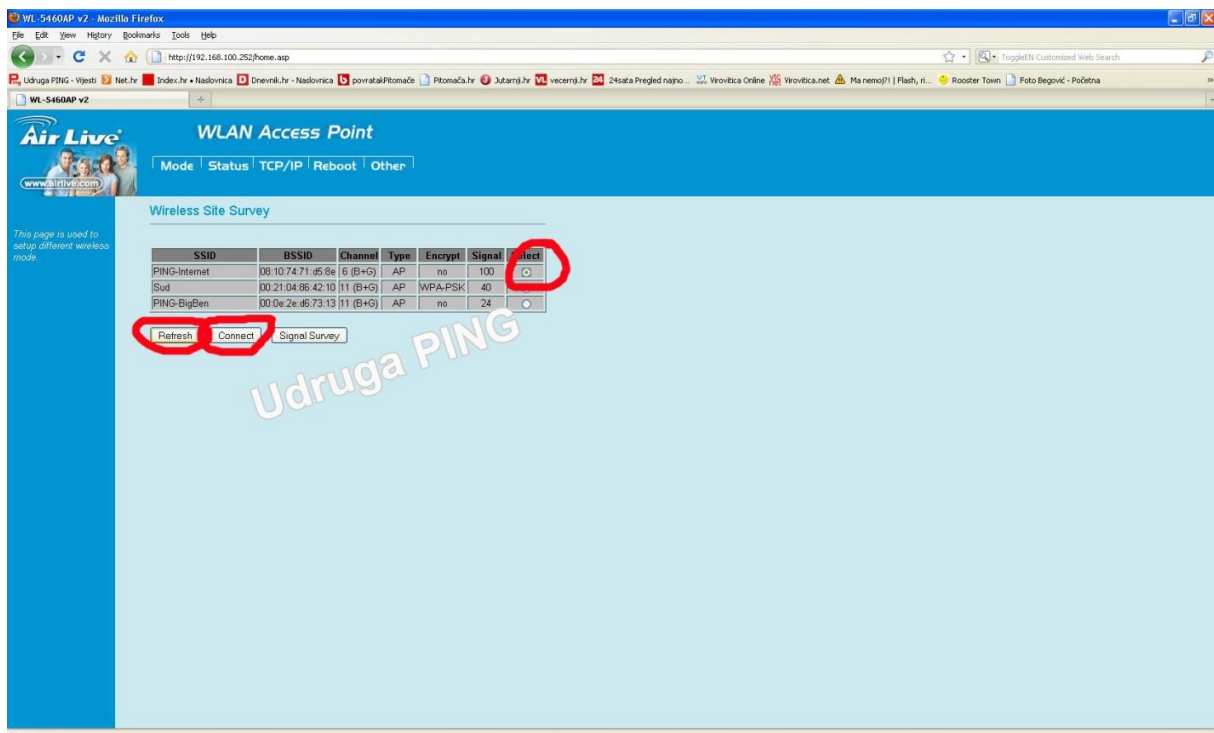 WL-5460AP v2 - Mozilla Firefox
File Edit View History Bookmarks Tools Help
http://192.168.100.252/home.asp
ToggleEN Customized Web Search
Udruga PING - Vijesti Net.hr Index.hr • Naslovnica Dnevnik.hr - Naslovnica povratakPitomače Pitomača.hr Jutarnji.hr vecernji.hr 24sata Pregled najno... Virovitica Online Virovitica.net Ma nemoj?! | Flash, ri... Rooster Town Foto Begović - Početna
WL-5460AP v2
Air Live
www.airlive.com
WLAN Access Point
Mode Status TCP/IP Reboot Other
This page is used to
setup different wireless
mode.
Wireless Site Survey
SSID BSSID Channel Type Encrypt Signal Select
PING-Internet 08:10:74:71:d5:8e 6 (B+G) AP no 100
Sud 00:21:04:86:42:10 11 (B+G) AP WPA-PSK 40
PING-BigBen 00:0e:2e:d6:73:13 11 (B+G) AP no 24
Refresh Connect Signal Survey
Udruga PING